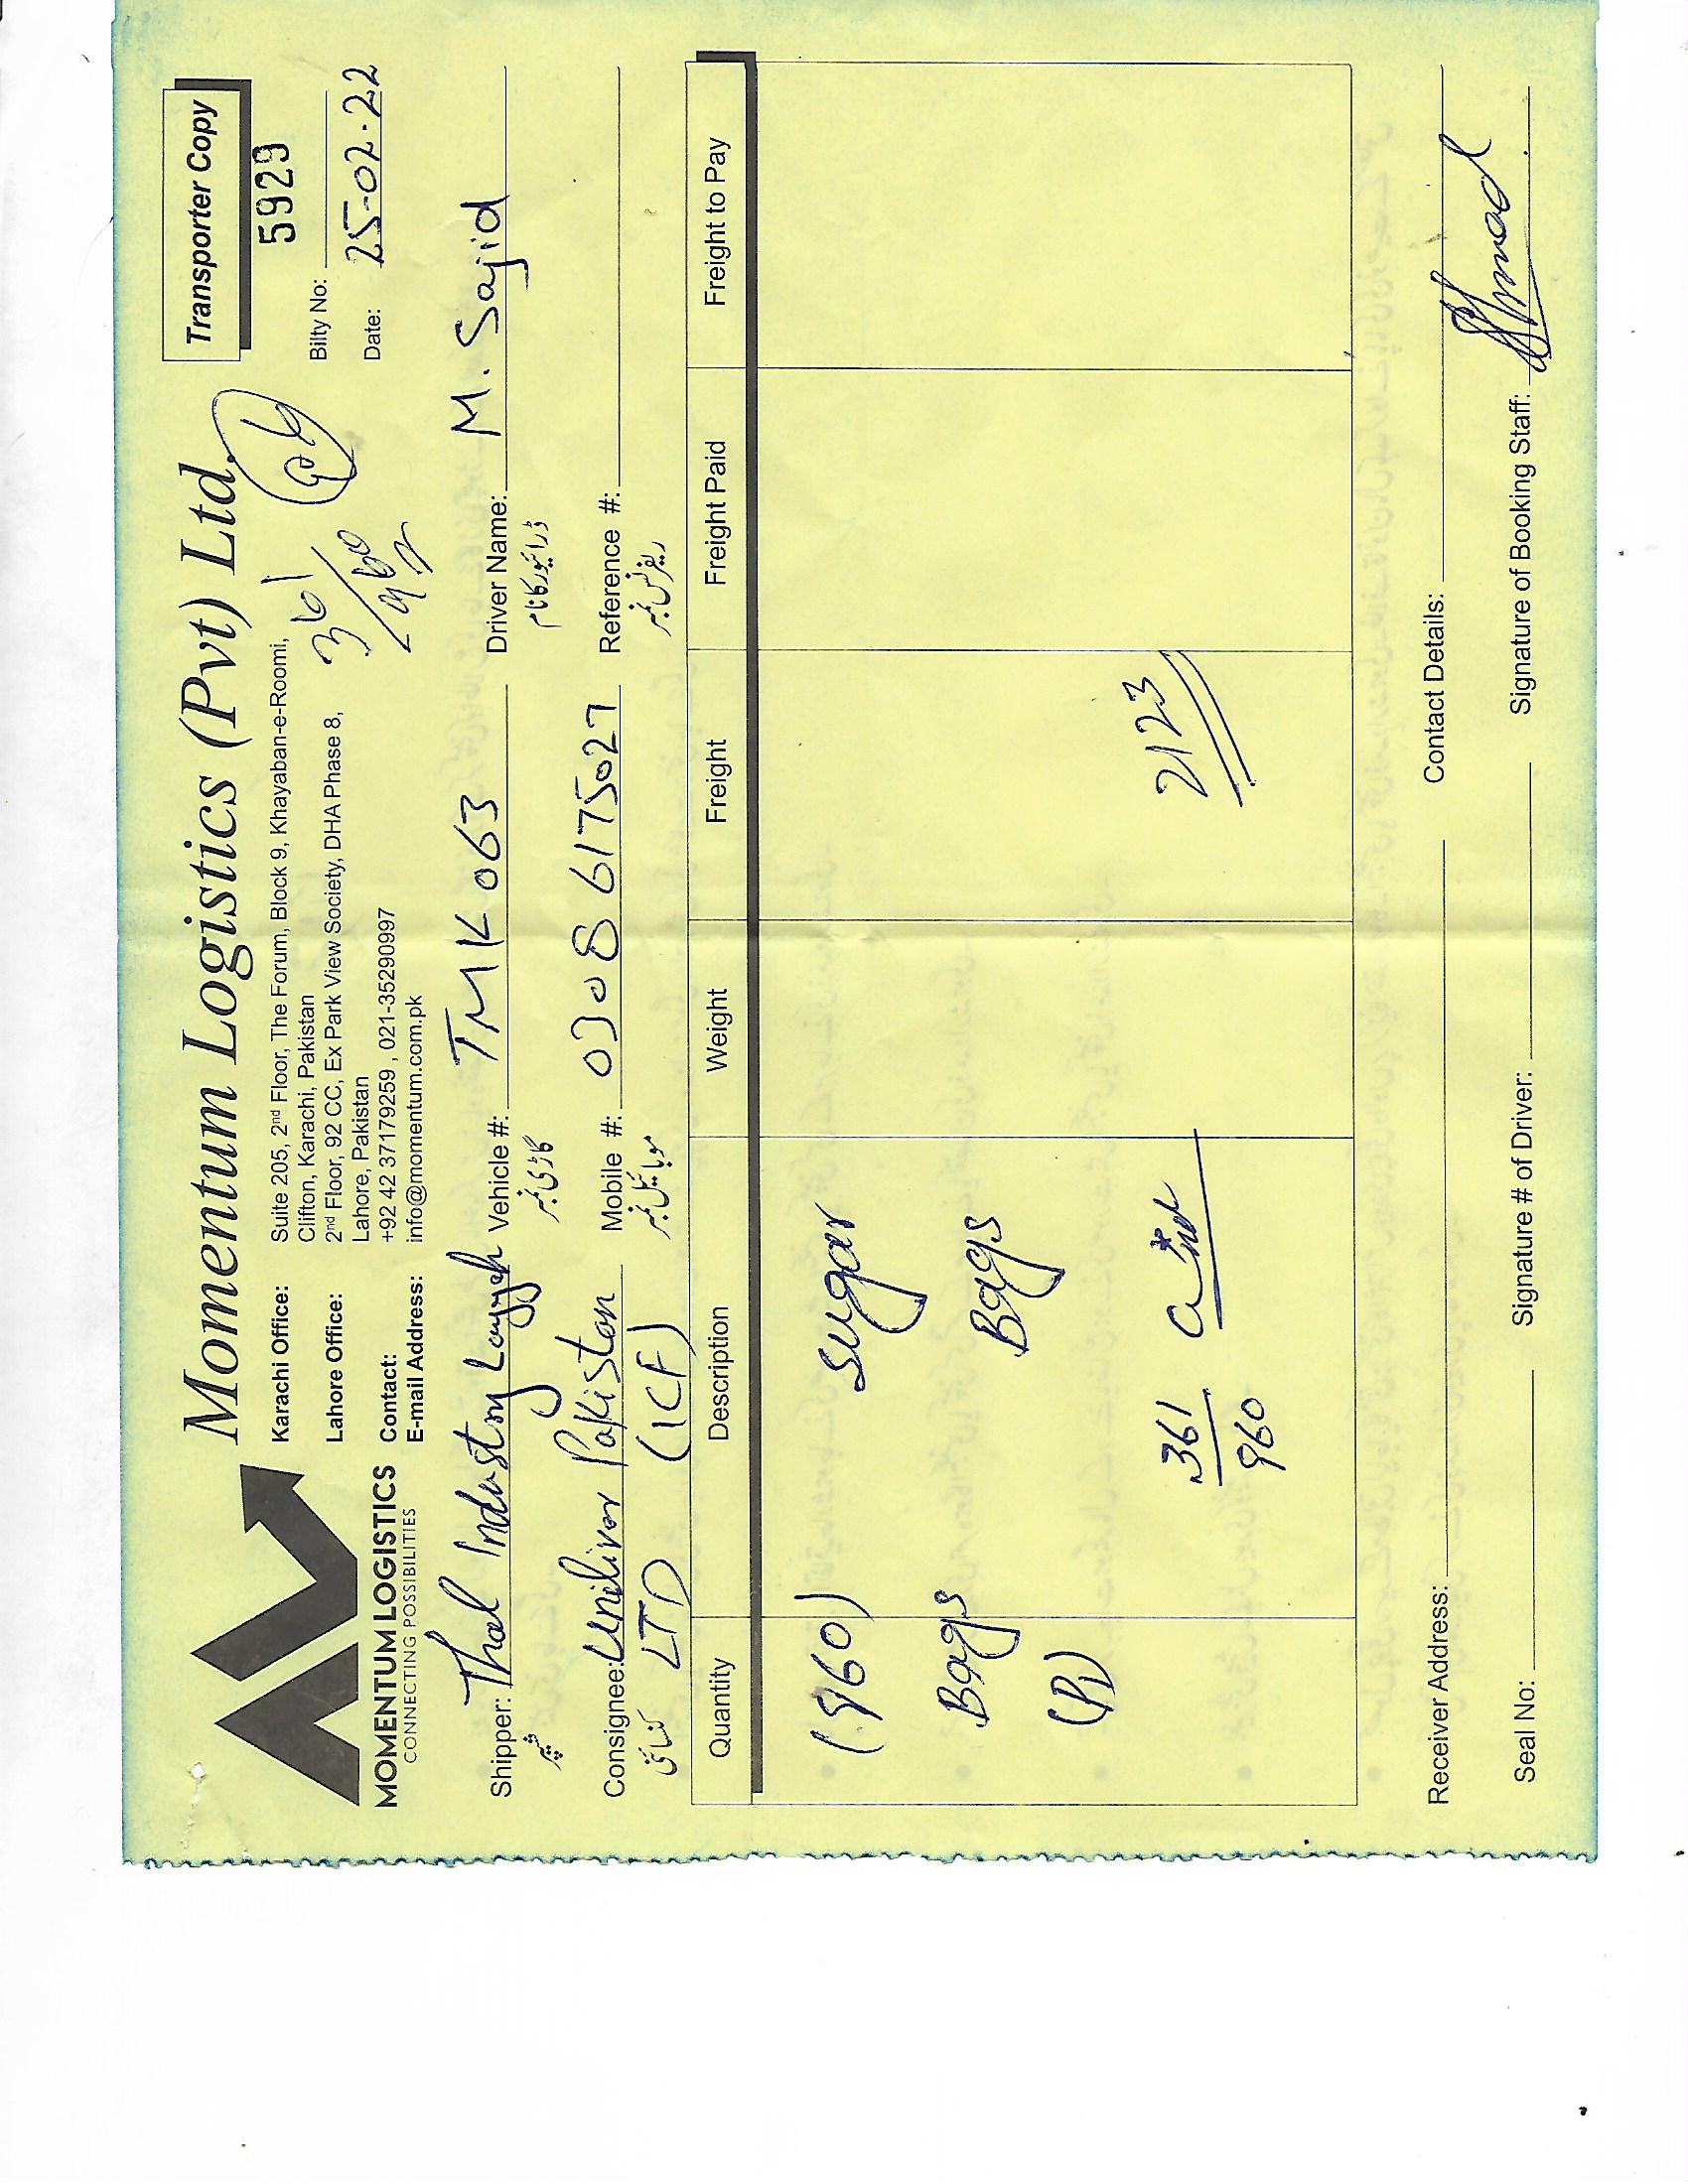 Momentum Logistics (Pvt) Ltd.
Transporter Copy
MOMENTUM LOGISTICS
CONNECTING POSSIBILITIES
Karachi Office: Suite 205, 2nd Floor, The Forum, Block 9, Khayaban-e-Roomi,
Clifton, Karachi, Pakistan
Lahore Office: 2nd Floor, 92 CC, Ex Park View Society, DHA Phase 8,
Lahore, Pakistan
Contact: +92 42 37179259 , 021-35290997
E-mail Address: info@momentum.com.pk
361
960
5929
Bilty No:
Date: 25-02-22
Shipper: Thal Industry Layyah Vehicle #: TMK 063 Driver Name: M. Sajid
شیپر گاڑی نمبر ڈرائیور کا نام
Consignee: Uniliver Pakistan Mobile #: 0308 6175027 Reference #:
کنسائنی LTD (ICF) موبائیل نمبر ریفرنس نمبر
Quantity Description Weight Freight Freight Paid Freight to Pay
(960) sugar
Bags Bags
361 2123
960
Receiver Address: Contact Details:
Seal No: Signature # of Driver: Signature of Booking Staff: Ahmad